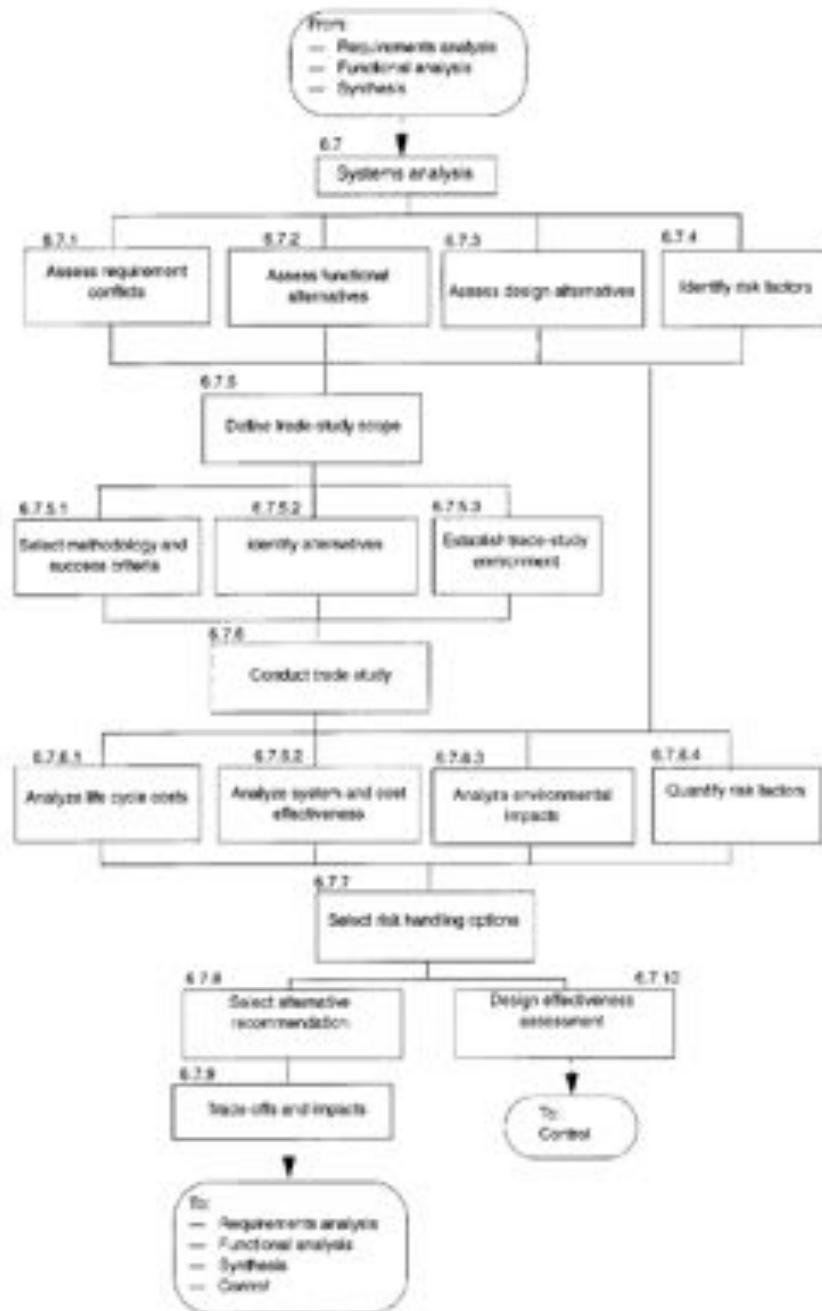 From:
— Requirements analysis
— Functional analysis
— Synthesis
6.7
Systems analysis
6.7.1
Assess requirement
conflicts
6.7.2
Assess functional
alternatives
6.7.3
Assess design alternatives
6.7.4
Identify risk factors
6.7.5
Define trade-study scope
6.7.5.1
Select methodology and
success criteria
6.7.5.2
Identify alternatives
6.7.5.3
Establish trade-study
environment
6.7.6
Conduct trade study
6.7.6.1
Analyze life cycle costs
6.7.6.2
Analyze system and cost
effectiveness
6.7.6.3
Analyze environmental
impacts
6.7.6.4
Quantify risk factors
6.7.7
Select risk handling options
6.7.8
Select alternative
recommendation
6.7.10
Design effectiveness
assessment
6.7.9
Trade-offs and impacts
To:
Control
To:
— Requirements analysis
— Functional analysis
— Synthesis
— Control